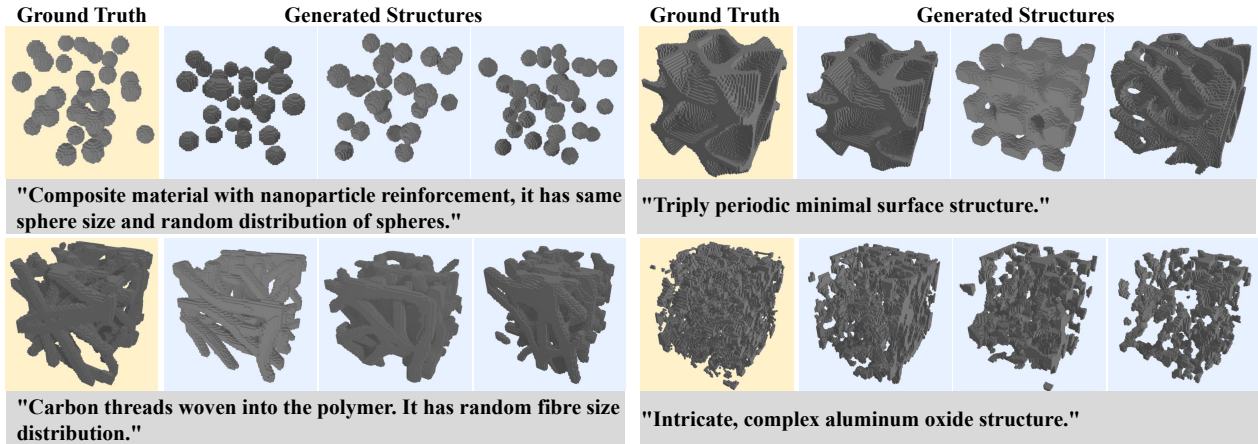 Ground Truth
Generated Structures
"Composite material with nanoparticle reinforcement, it has same
sphere size and random distribution of spheres."
Ground Truth
Generated Structures
"Triply periodic minimal surface structure."
"Carbon threads woven into the polymer. It has random fibre size
distribution."
"Intricate, complex aluminum oxide structure."